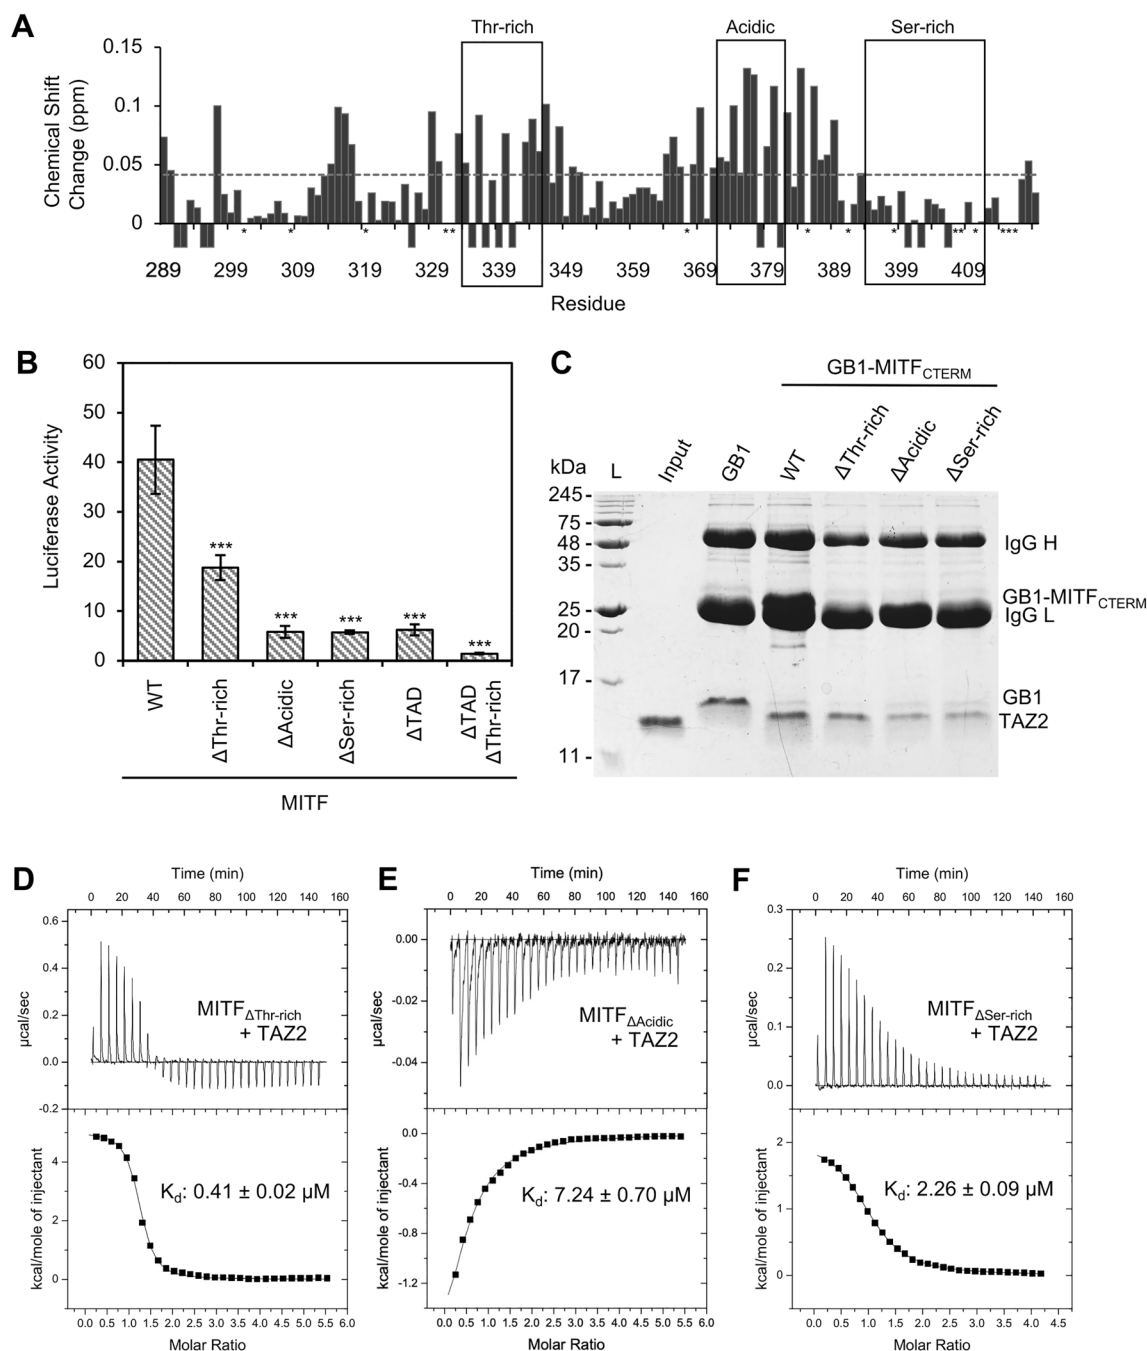 A
Thr-rich
Acidic
Ser-rich
Chemical Shift
Change (ppm)
0.15
0.1
0.05
0
* * * ** * * * * ** * ***
289 299 309 319 329 339 349 359 369 379 389 399 409
Residue
B
Luciferase Activity
60
50
40
30
20
10
0
***
***
***
***
***
WT
ΔThr-rich
ΔAcidic
ΔSer-rich
ΔTAD
ΔTAD
ΔThr-rich
MITF
C
GB1-MITFCTERM
kDa
L
Input
GB1
WT
ΔThr-rich
ΔAcidic
ΔSer-rich
245
75
48
35
25
20
17
11
IgG H
GB1-MITFCTERM
IgG L
GB1
TAZ2
D
Time (min)
0 20 40 60 80 100 120 140 160
µcal/sec
0.6
0.4
0.2
0.0
-0.2
MITFΔThr-rich
+ TAZ2
kcal/mole of injectant
4
2
0
Kd: 0.41 ± 0.02 µM
0.0 0.5 1.0 1.5 2.0 2.5 3.0 3.5 4.0 4.5 5.0 5.5 6.0
Molar Ratio
E
Time (min)
0 20 40 60 80 100 120 140 160
µcal/sec
0.00
-0.02
-0.04
MITFΔAcidic
+ TAZ2
kcal/mole of injectant
0.0
-0.4
-0.8
-1.2
Kd: 7.24 ± 0.70 µM
0.0 0.5 1.0 1.5 2.0 2.5 3.0 3.5 4.0 4.5 5.0 5.5 6.0
Molar Ratio
F
Time (min)
0 20 40 60 80 100 120 140 160
µcal/sec
0.3
0.2
0.1
0.0
MITFΔSer-rich
+ TAZ2
kcal/mole of injectant
2
1
0
Kd: 2.26 ± 0.09 µM
0.0 0.5 1.0 1.5 2.0 2.5 3.0 3.5 4.0 4.5
Molar Ratio